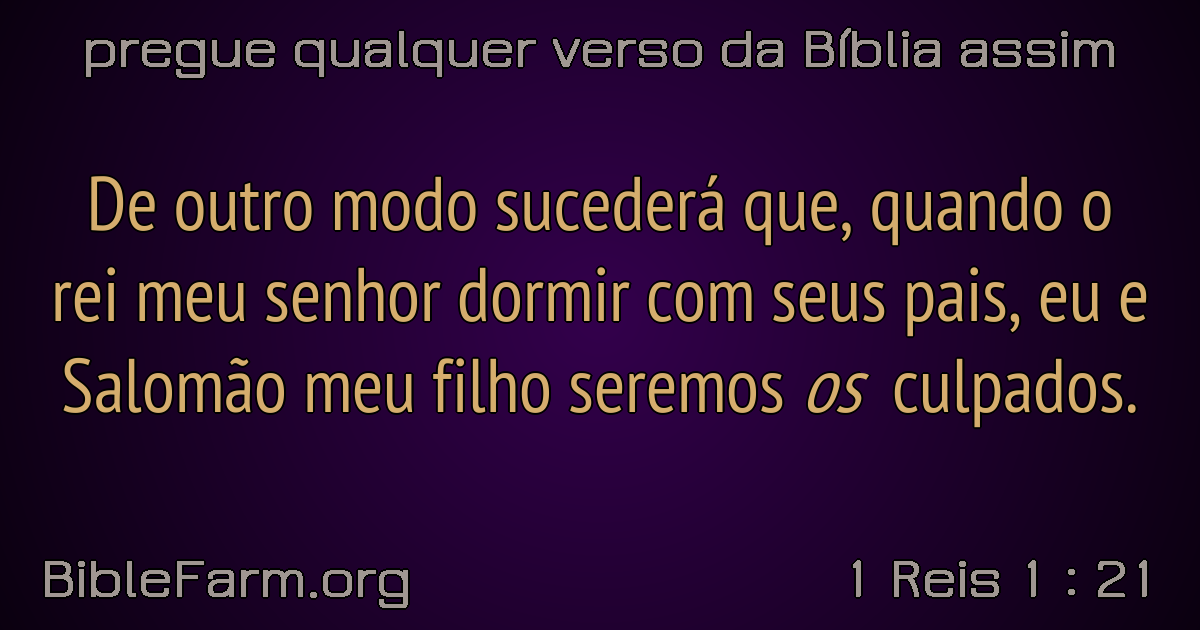 pregue qualquer verso da Bíblia assim
De outro modo sucederá que, quando o
rei meu senhor dormir com seus pais, eu e
Salomão meu filho seremos os culpados.
BibleFarm.org
1 Reis 1 : 21